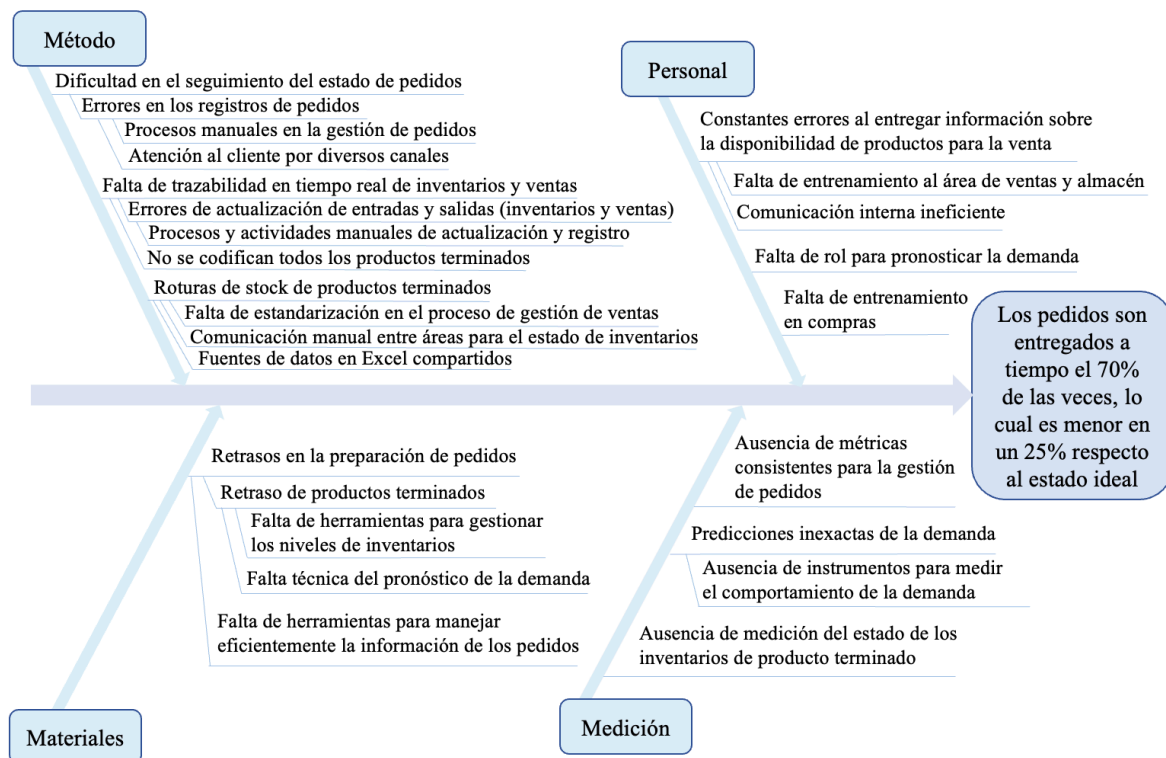 Método
Dificultad en el seguimiento del estado de pedidos
Errores en los registros de pedidos
Procesos manuales en la gestión de pedidos
Atención al cliente por diversos canales
Falta de trazabilidad en tiempo real de inventarios y ventas
Errores de actualización de entradas y salidas (inventarios y ventas)
Procesos y actividades manuales de actualización y registro
No se codifican todos los productos terminados
Roturas de stock de productos terminados
Falta de estandarización en el proceso de gestión de ventas
Comunicación manual entre áreas para el estado de inventarios
Fuentes de datos en Excel compartidos
Personal
Constantes errores al entregar información sobre
la disponibilidad de productos para la venta
Falta de entrenamiento al área de ventas y almacén
Comunicación interna ineficiente
Falta de rol para pronosticar la demanda
Falta de entrenamiento
en compras
Los pedidos son
entregados a
tiempo el 70%
de las veces, lo
cual es menor en
un 25% respecto
al estado ideal
Retrasos en la preparación de pedidos
Retraso de productos terminados
Falta de herramientas para gestionar
los niveles de inventarios
Falta técnica del pronóstico de la demanda
Falta de herramientas para manejar
eficientemente la información de los pedidos
Materiales
Ausencia de métricas
consistentes para la gestión
de pedidos
Predicciones inexactas de la demanda
Ausencia de instrumentos para medir
el comportamiento de la demanda
Ausencia de medición del estado de los
inventarios de producto terminado
Medición